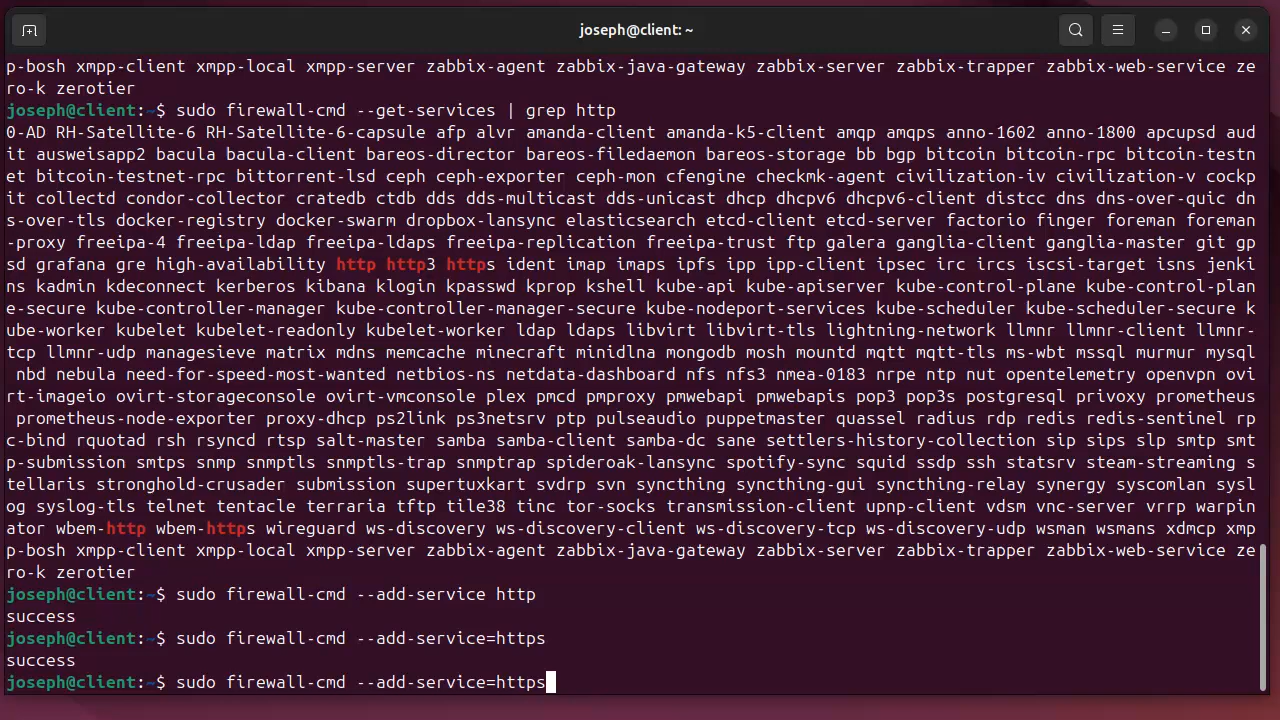 joseph@client: ~
p-bosh xmpp-client xmpp-local xmpp-server zabbix-agent zabbix-java-gateway zabbix-server zabbix-trapper zabbix-web-service ze
ro-k zerotier
joseph@client:~$ sudo firewall-cmd --get-services | grep http
0-AD RH-Satellite-6 RH-Satellite-6-capsule afp alvr amanda-client amanda-k5-client amqp amqps anno-1602 anno-1800 apcupsd aud
it ausweisapp2 bacula bacula-client bareos-director bareos-filedaemon bareos-storage bb bgp bitcoin bitcoin-rpc bitcoin-testn
et bitcoin-testnet-rpc bittorrent-lsd ceph ceph-exporter ceph-mon cfengine checkmk-agent civilization-iv civilization-v cockp
it collectd condor-collector cratedb ctdb dds dds-multicast dds-unicast dhcp dhcpv6 dhcpv6-client distcc dns dns-over-quic dn
s-over-tls docker-registry docker-swarm dropbox-lansync elasticsearch etcd-client etcd-server factorio finger foreman foreman
-proxy freeipa-4 freeipa-ldap freeipa-ldaps freeipa-replication freeipa-trust ftp galera ganglia-client ganglia-master git gp
sd grafana gre high-availability http http3 https ident imap imaps ipfs ipp ipp-client ipsec irc ircs iscsi-target isns jenki
ns kadmin kdeconnect kerberos kibana klogin kpasswd kprop kshell kube-api kube-apiserver kube-control-plane kube-control-plan
e-secure kube-controller-manager kube-controller-manager-secure kube-nodeport-services kube-scheduler kube-scheduler-secure k
ube-worker kubelet kubelet-readonly kubelet-worker ldap ldaps libvirt libvirt-tls lightning-network llmnr llmnr-client llmnr-
tcp llmnr-udp managesieve matrix mdns memcache minecraft minidlna mongodb mosh mountd mqtt mqtt-tls ms-wbt mssql murmur mysql
nbd nebula need-for-speed-most-wanted netbios-ns netdata-dashboard nfs nfs3 nmea-0183 nrpe ntp nut opentelemetry openvpn ovi
rt-imageio ovirt-storageconsole ovirt-vmconsole plex pmcd pmproxy pmwebapi pmwebapis pop3 pop3s postgresql privoxy prometheus
prometheus-node-exporter proxy-dhcp ps2link ps3netsrv ptp pulseaudio puppetmaster quassel radius rdp redis redis-sentinel rp
c-bind rquotad rsh rsyncd rtsp salt-master samba samba-client samba-dc sane settlers-history-collection sip sips slp smtp smt
p-submission smtps snmp snmptls snmptls-trap snmptrap spideroak-lansync spotify-sync squid ssdp ssh statsrv steam-streaming s
tellaris stronghold-crusader submission supertuxkart svdrp svn syncthing syncthing-gui syncthing-relay synergy syscomlan sysl
og syslog-tls telnet tentacle terraria tftp tile38 tinc tor-socks transmission-client upnp-client vdsm vnc-server vrrp warpin
ator wbem-http wbem-https wireguard ws-discovery ws-discovery-client ws-discovery-tcp ws-discovery-udp wsman wsmans xdmcp xmp
p-bosh xmpp-client xmpp-local xmpp-server zabbix-agent zabbix-java-gateway zabbix-server zabbix-trapper zabbix-web-service ze
ro-k zerotier
joseph@client:~$ sudo firewall-cmd --add-service http
success
joseph@client:~$ sudo firewall-cmd --add-service=https
success
joseph@client:~$ sudo firewall-cmd --add-service=https